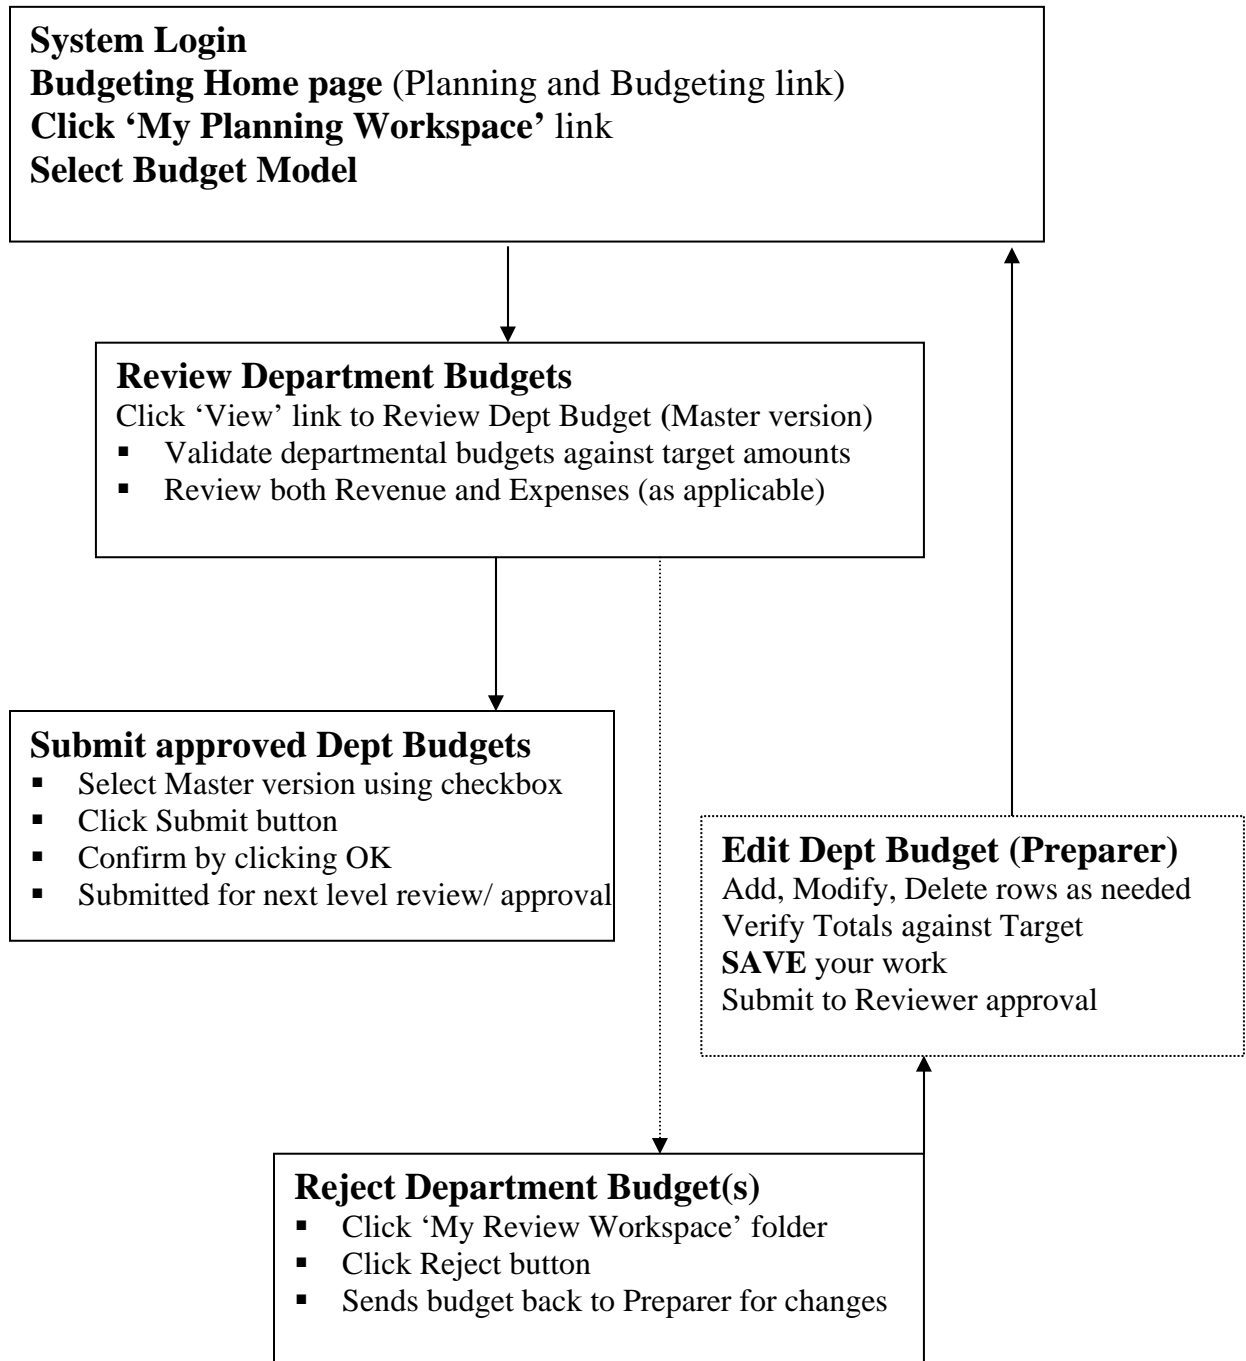 System Login
Budgeting Home page (Planning and Budgeting link)
Click ‘My Planning Workspace’ link
Select Budget Model
Review Department Budgets
Click ‘View’ link to Review Dept Budget (Master version)
▪ Validate departmental budgets against target amounts
▪ Review both Revenue and Expenses (as applicable)
Submit approved Dept Budgets
▪ Select Master version using checkbox
▪ Click Submit button
▪ Confirm by clicking OK
▪ Submitted for next level review/ approval
Edit Dept Budget (Preparer)
Add, Modify, Delete rows as needed
Verify Totals against Target
SAVE your work
Submit to Reviewer approval
Reject Department Budget(s)
▪ Click ‘My Review Workspace’ folder
▪ Click Reject button
▪ Sends budget back to Preparer for changes